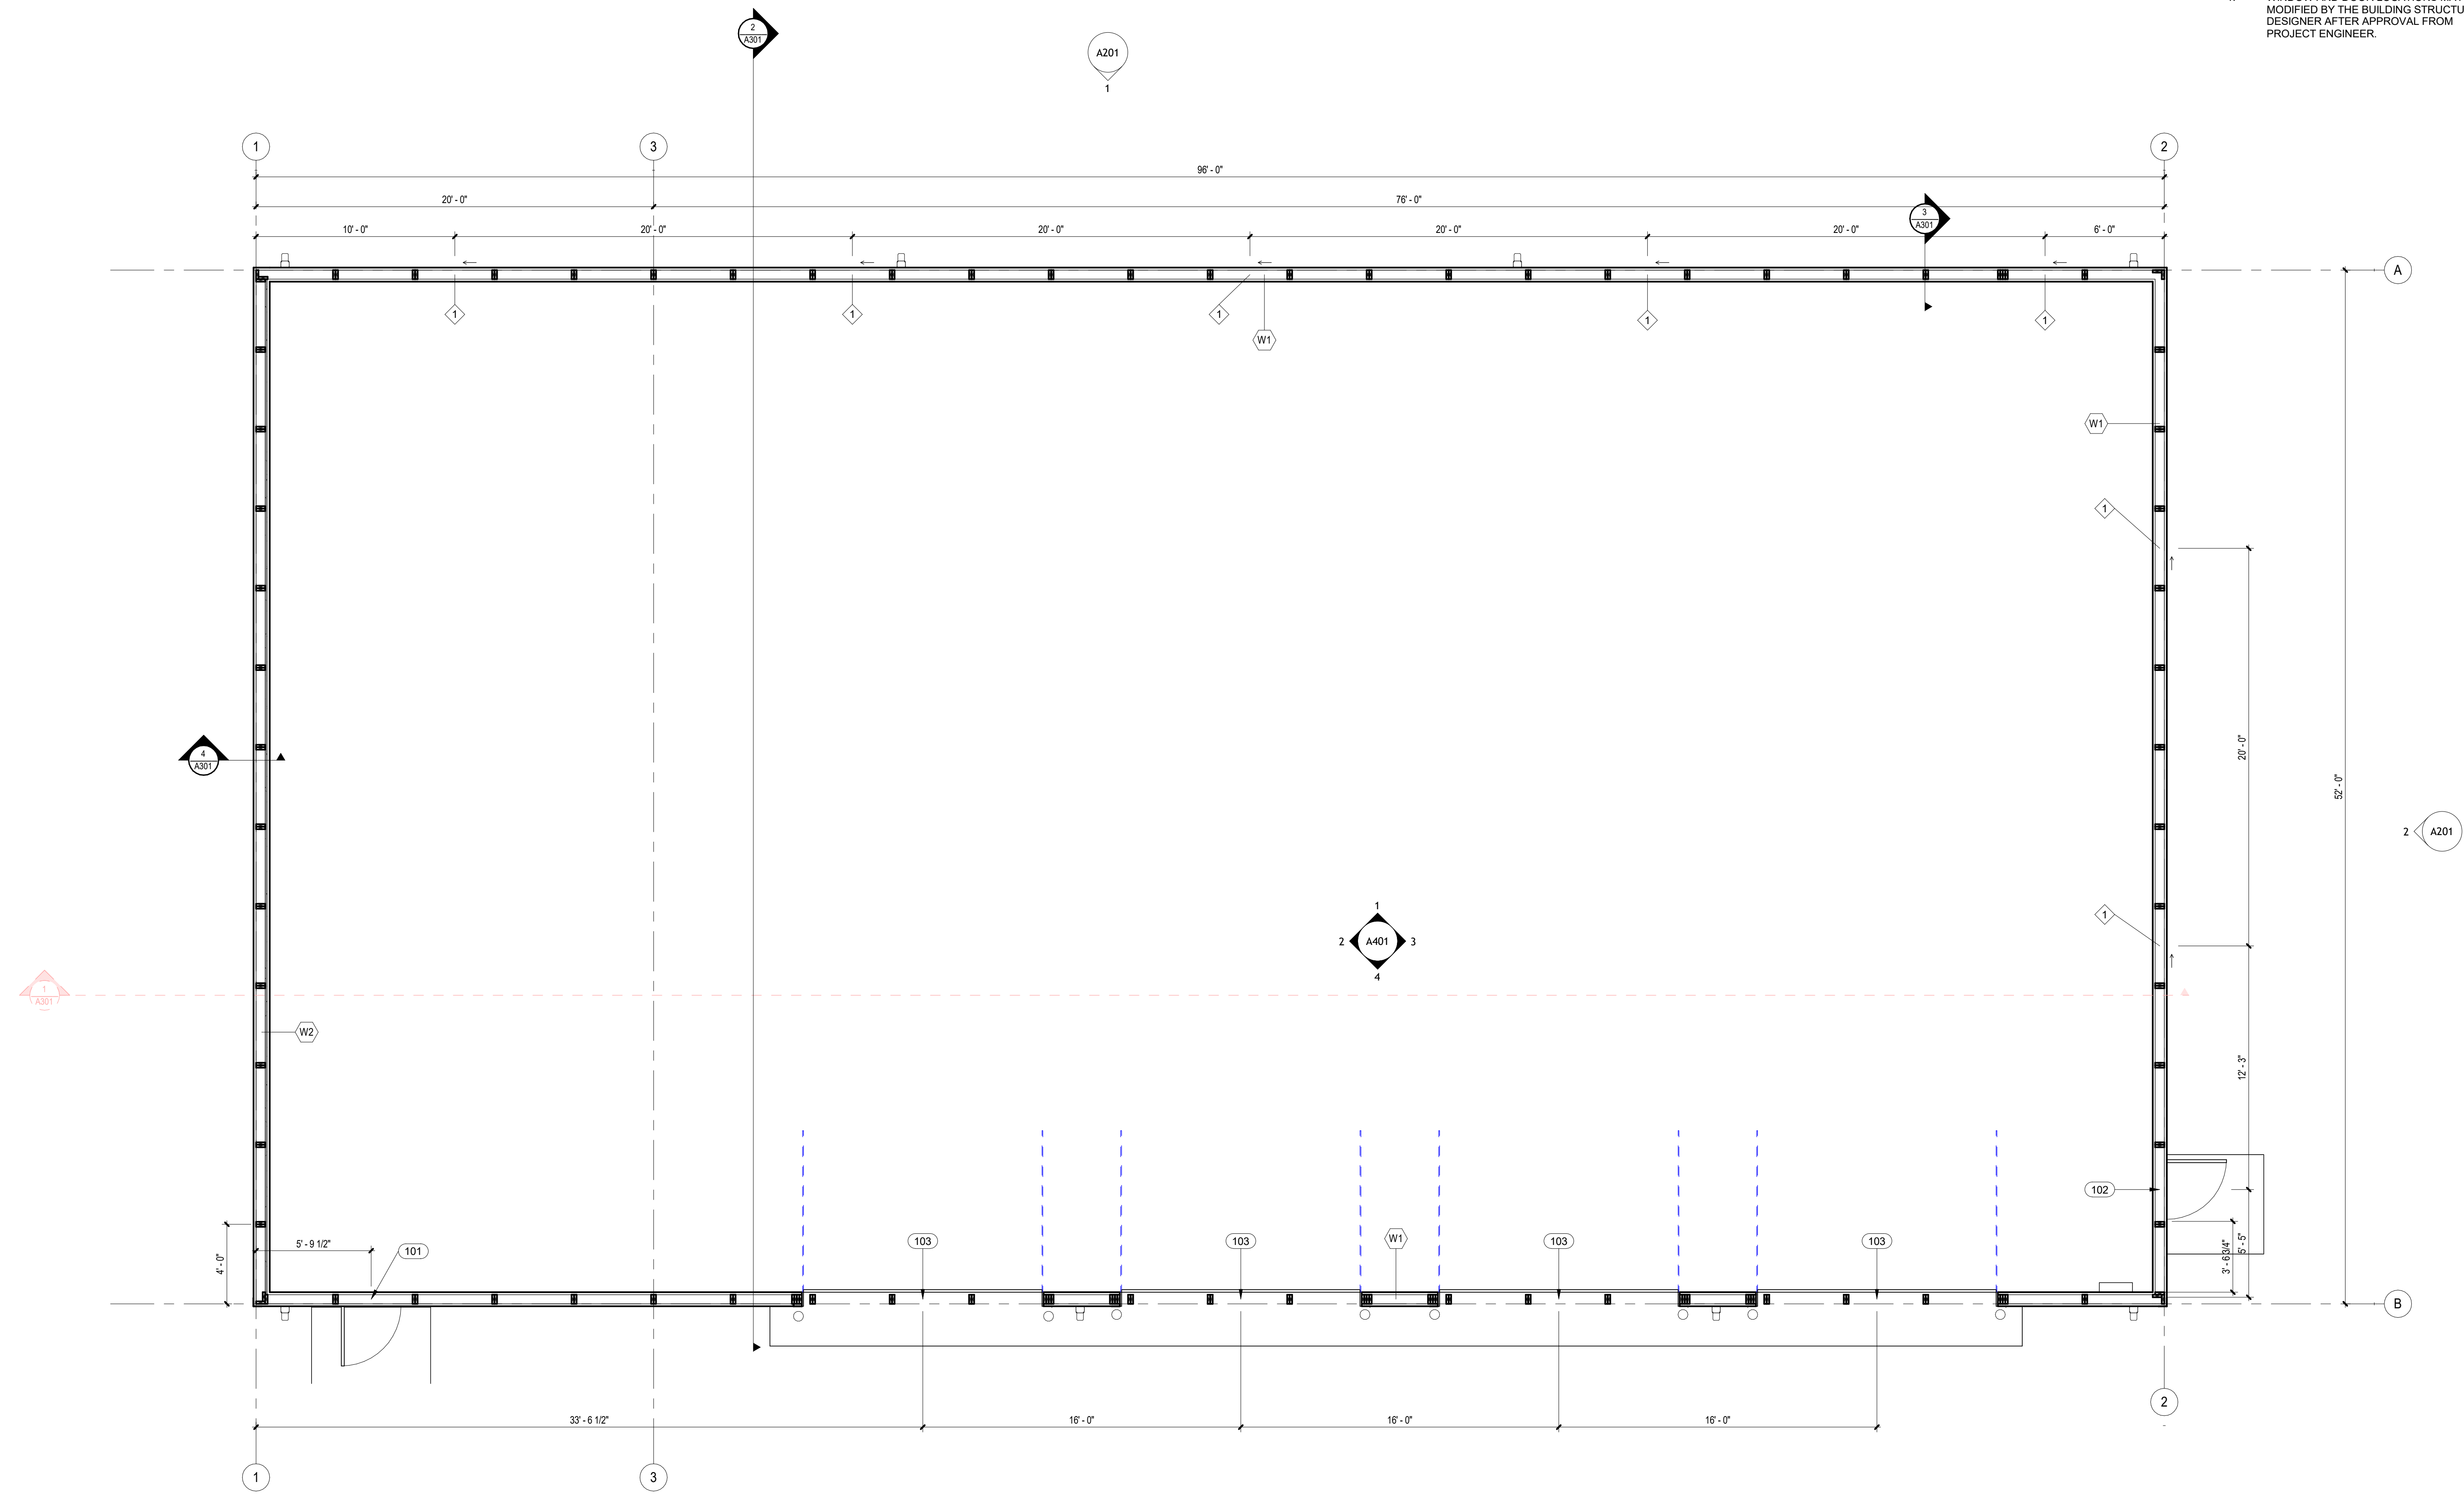 MODIFIED BY THE BUILDING STRUCTU
DESIGNER AFTER APPROVAL FROM
PROJECT ENGINEER.
2
A301
A201
1
1
3
2
96' - 0"
20' - 0"
76' - 0"
3
A301
10' - 0"
20' - 0"
20' - 0"
20' - 0"
20' - 0"
6' - 0"
A
1
1
1
1
1
W1
W1
1
20' - 0"
52' - 0"
4
A301
2
A201
1
1
2
A401
3
4
1
A301
W2
12' - 3"
102
5' - 9 1/2"
101
4' - 0"
103
103
W1
103
103
3' - 6 3/4"
5' - 5"
B
33' - 6 1/2"
16' - 0"
16' - 0"
16' - 0"
2
1
3